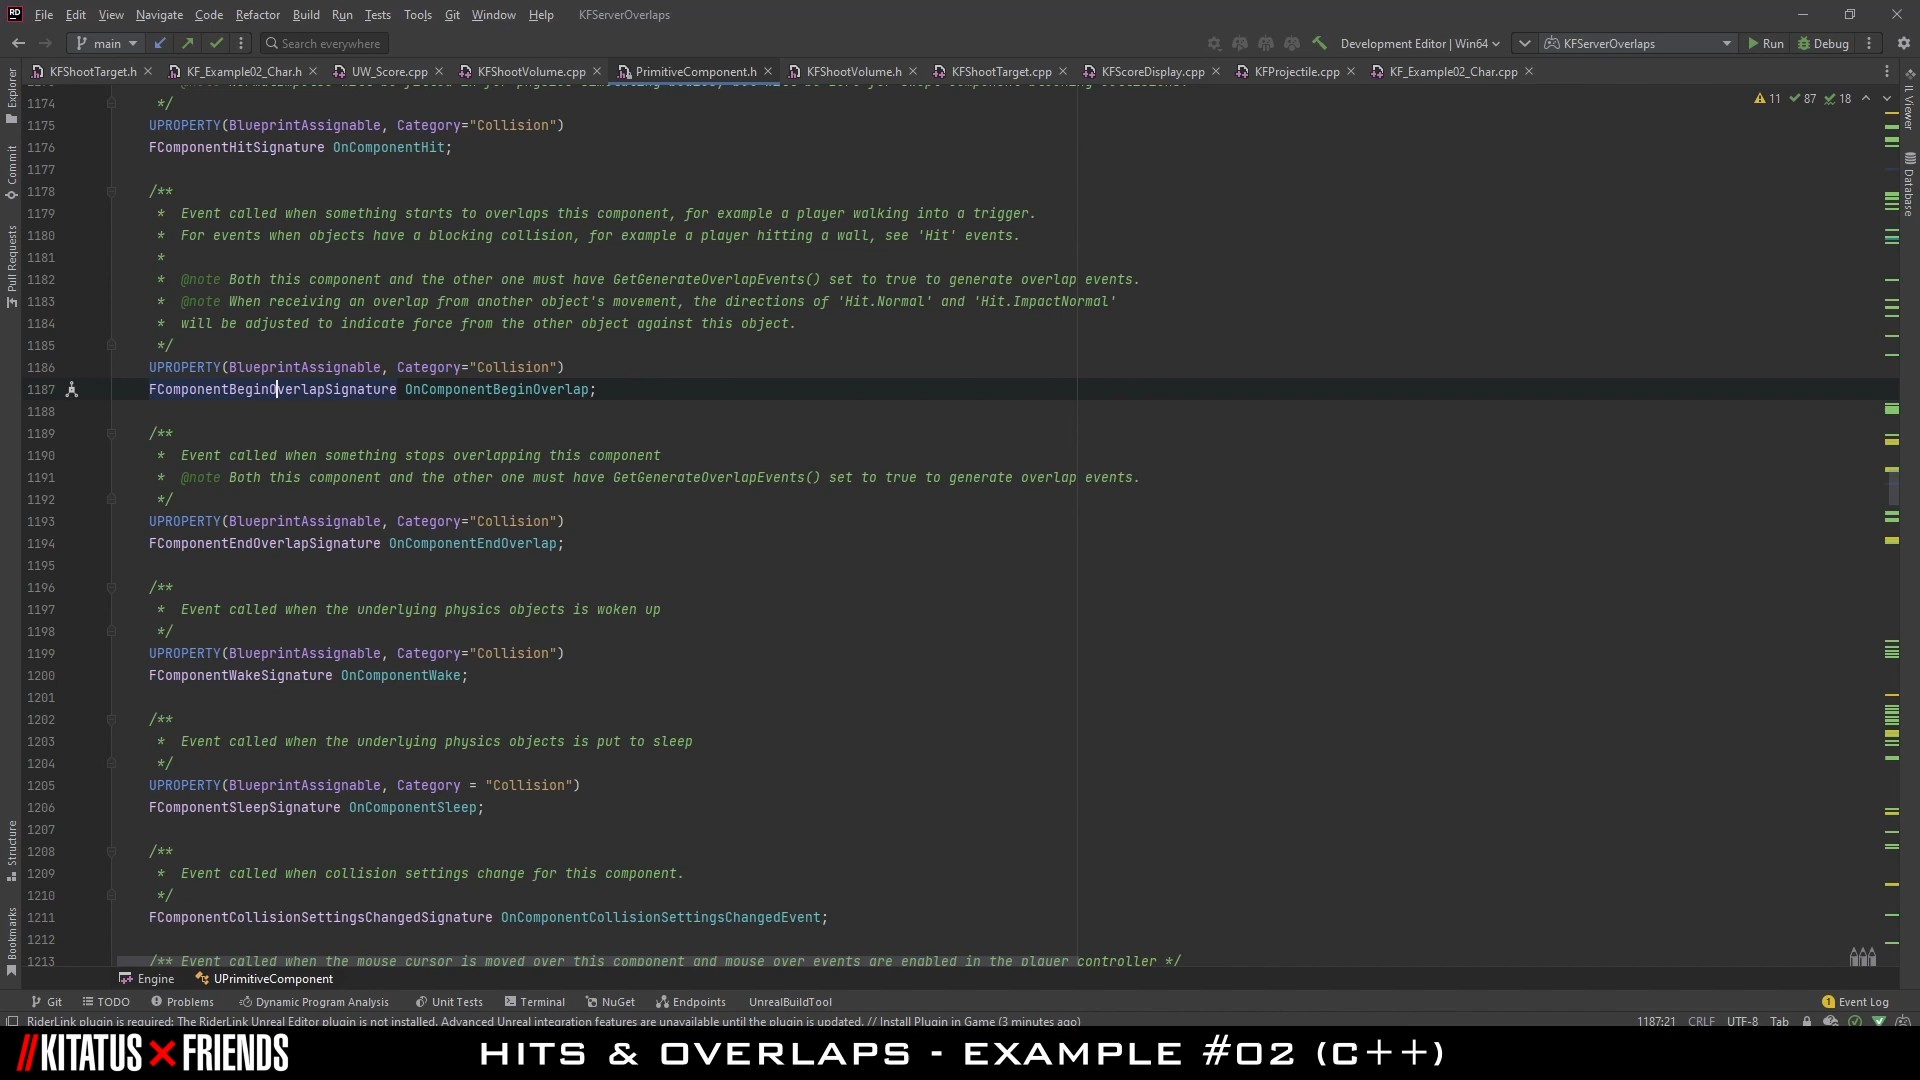 RD File Edit View Navigate Code Refactor Build Run Tests Tools Git Window Help KFServerOverlaps
main Search everywhere Development Editor | Win64 KFServerOverlaps Run Debug
KFShootTarget.h KF_Example02_Char.h UW_Score.cpp KFShootVolume.cpp PrimitiveComponent.h KFShootVolume.h KFShootTarget.cpp KFScoreDisplay.cpp KFProjectile.cpp KF_Example02_Char.cpp
11 87 18
Explorer
Commit
Pull Requests
Structure
Bookmarks
IL Viewer
Database
1174 */
1175 UPROPERTY(BlueprintAssignable, Category="Collision")
1176 FComponentHitSignature OnComponentHit;
1177
1178 /**
1179 * Event called when something starts to overlaps this component, for example a player walking into a trigger.
1180 * For events when objects have a blocking collision, for example a player hitting a wall, see 'Hit' events.
1181 *
1182 * @note Both this component and the other one must have GetGenerateOverlapEvents() set to true to generate overlap events.
1183 * @note When receiving an overlap from another object's movement, the directions of 'Hit.Normal' and 'Hit.ImpactNormal'
1184 * will be adjusted to indicate force from the other object against this object.
1185 */
1186 UPROPERTY(BlueprintAssignable, Category="Collision")
1187 FComponentBeginOverlapSignature OnComponentBeginOverlap;
1188
1189 /**
1190 * Event called when something stops overlapping this component
1191 * @note Both this component and the other one must have GetGenerateOverlapEvents() set to true to generate overlap events.
1192 */
1193 UPROPERTY(BlueprintAssignable, Category="Collision")
1194 FComponentEndOverlapSignature OnComponentEndOverlap;
1195
1196 /**
1197 * Event called when the underlying physics objects is woken up
1198 */
1199 UPROPERTY(BlueprintAssignable, Category="Collision")
1200 FComponentWakeSignature OnComponentWake;
1201
1202 /**
1203 * Event called when the underlying physics objects is put to sleep
1204 */
1205 UPROPERTY(BlueprintAssignable, Category = "Collision")
1206 FComponentSleepSignature OnComponentSleep;
1207
1208 /**
1209 * Event called when collision settings change for this component.
1210 */
1211 FComponentCollisionSettingsChangedSignature OnComponentCollisionSettingsChangedEvent;
1212
1213 /** Event called when the mouse cursor is moved over this component and mouse over events are enabled in the player controller */
Engine UPrimitiveComponent
Git TODO Problems Dynamic Program Analysis Unit Tests Terminal NuGet Endpoints UnrealBuildTool 1 Event Log
RiderLink plugin is required: The RiderLink Unreal Editor plugin is not installed. Advanced Unreal integration features are unavailable until the plugin is updated. // Install Plugin in Game (3 minutes ago) 1187:21 CRLF UTF-8 Tab
//KITATUS X FRIENDS HITS & OVERLAPS - EXAMPLE #02 (C++)